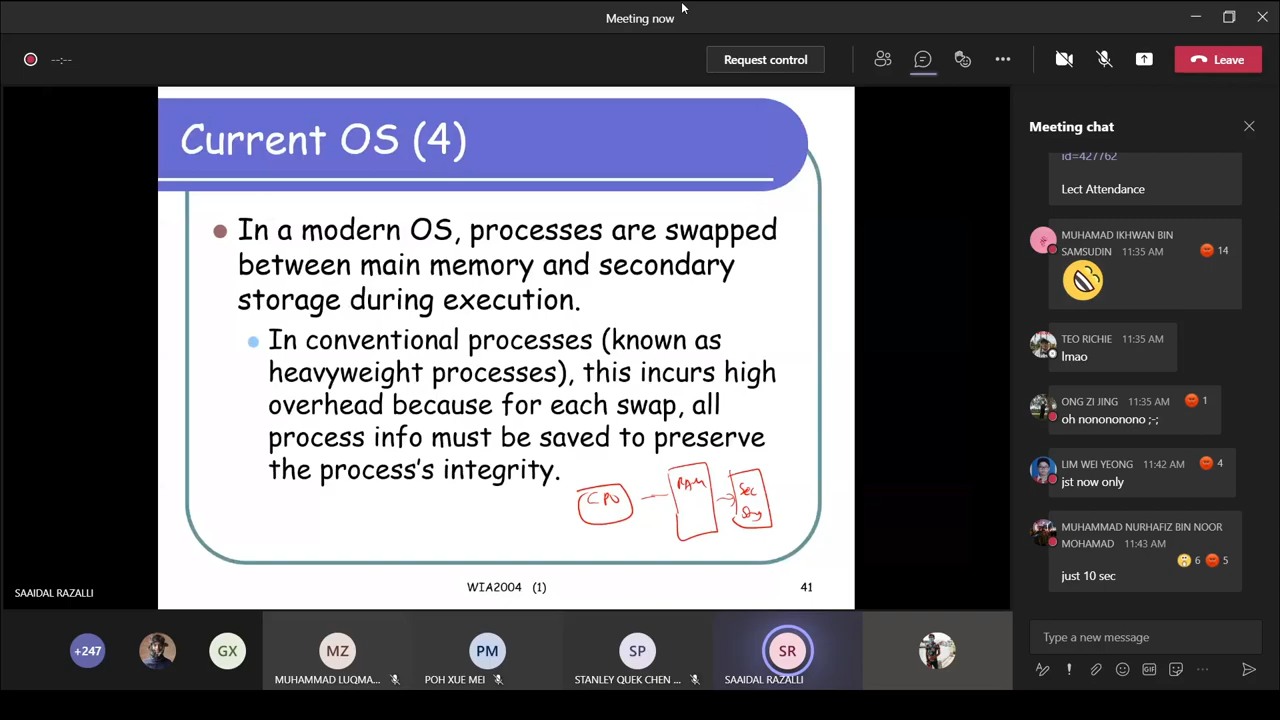 Meeting now
--:--
Request control
Leave
Current OS (4)
In a modern OS, processes are swapped
between main memory and secondary
storage during execution.
In conventional processes (known as
heavyweight processes), this incurs high
overhead because for each swap, all
process info must be saved to preserve
the process's integrity.
CPU
RAM
Sec
WIA2004 (1)
41
SAAIDAL RAZALLI
+247
GX
MZ
MUHAMMAD LUQMA...
PM
POH XUE MEI
SP
STANLEY QUEK CHEN ...
SR
SAAIDAL RAZALLI
Meeting chat
id=427762
Lect Attendance
MUHAMAD IKHWAN BIN
SAMSUDIN 11:35 AM
14
TEO RICHIE 11:35 AM
lmao
ONG ZI JING 11:35 AM 1
oh nonononono ;-;
LIM WEI YEONG 11:42 AM 4
jst now only
MUHAMMAD NURHAFIZ BIN NOOR
MOHAMAD 11:43 AM
6 5
just 10 sec
Type a new message
GIF